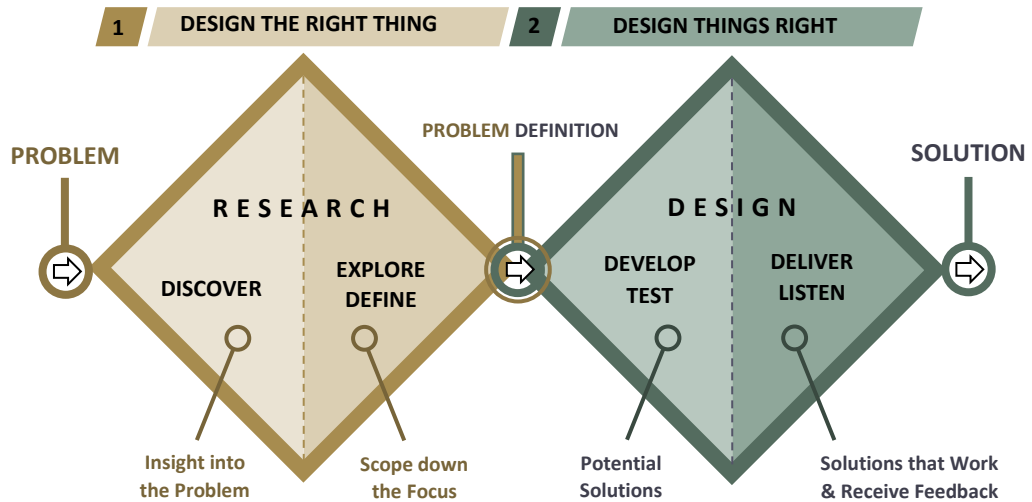 1 DESIGN THE RIGHT THING
2 DESIGN THINGS RIGHT
PROBLEM
PROBLEM DEFINITION
SOLUTION
RESEARCH
DESIGN
DISCOVER
EXPLORE
DEFINE
DEVELOP
TEST
DELIVER
LISTEN
Insight into
the Problem
Scope down
the Focus
Potential
Solutions
Solutions that Work
& Receive Feedback